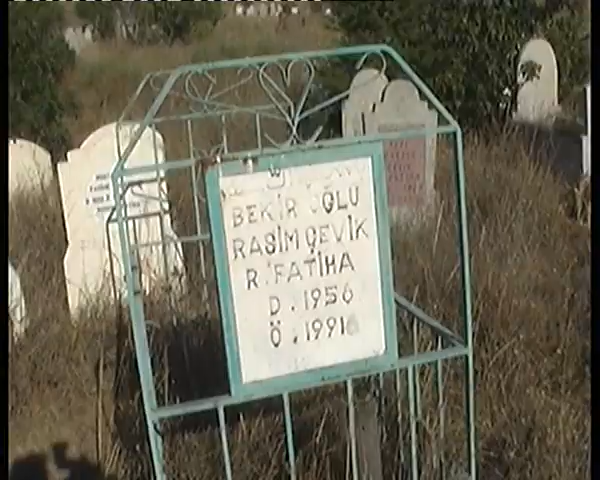 BEKİR OĞLU
RASİM ÇEVİK
R. FATİHA
D. 1956
Ö. 1991